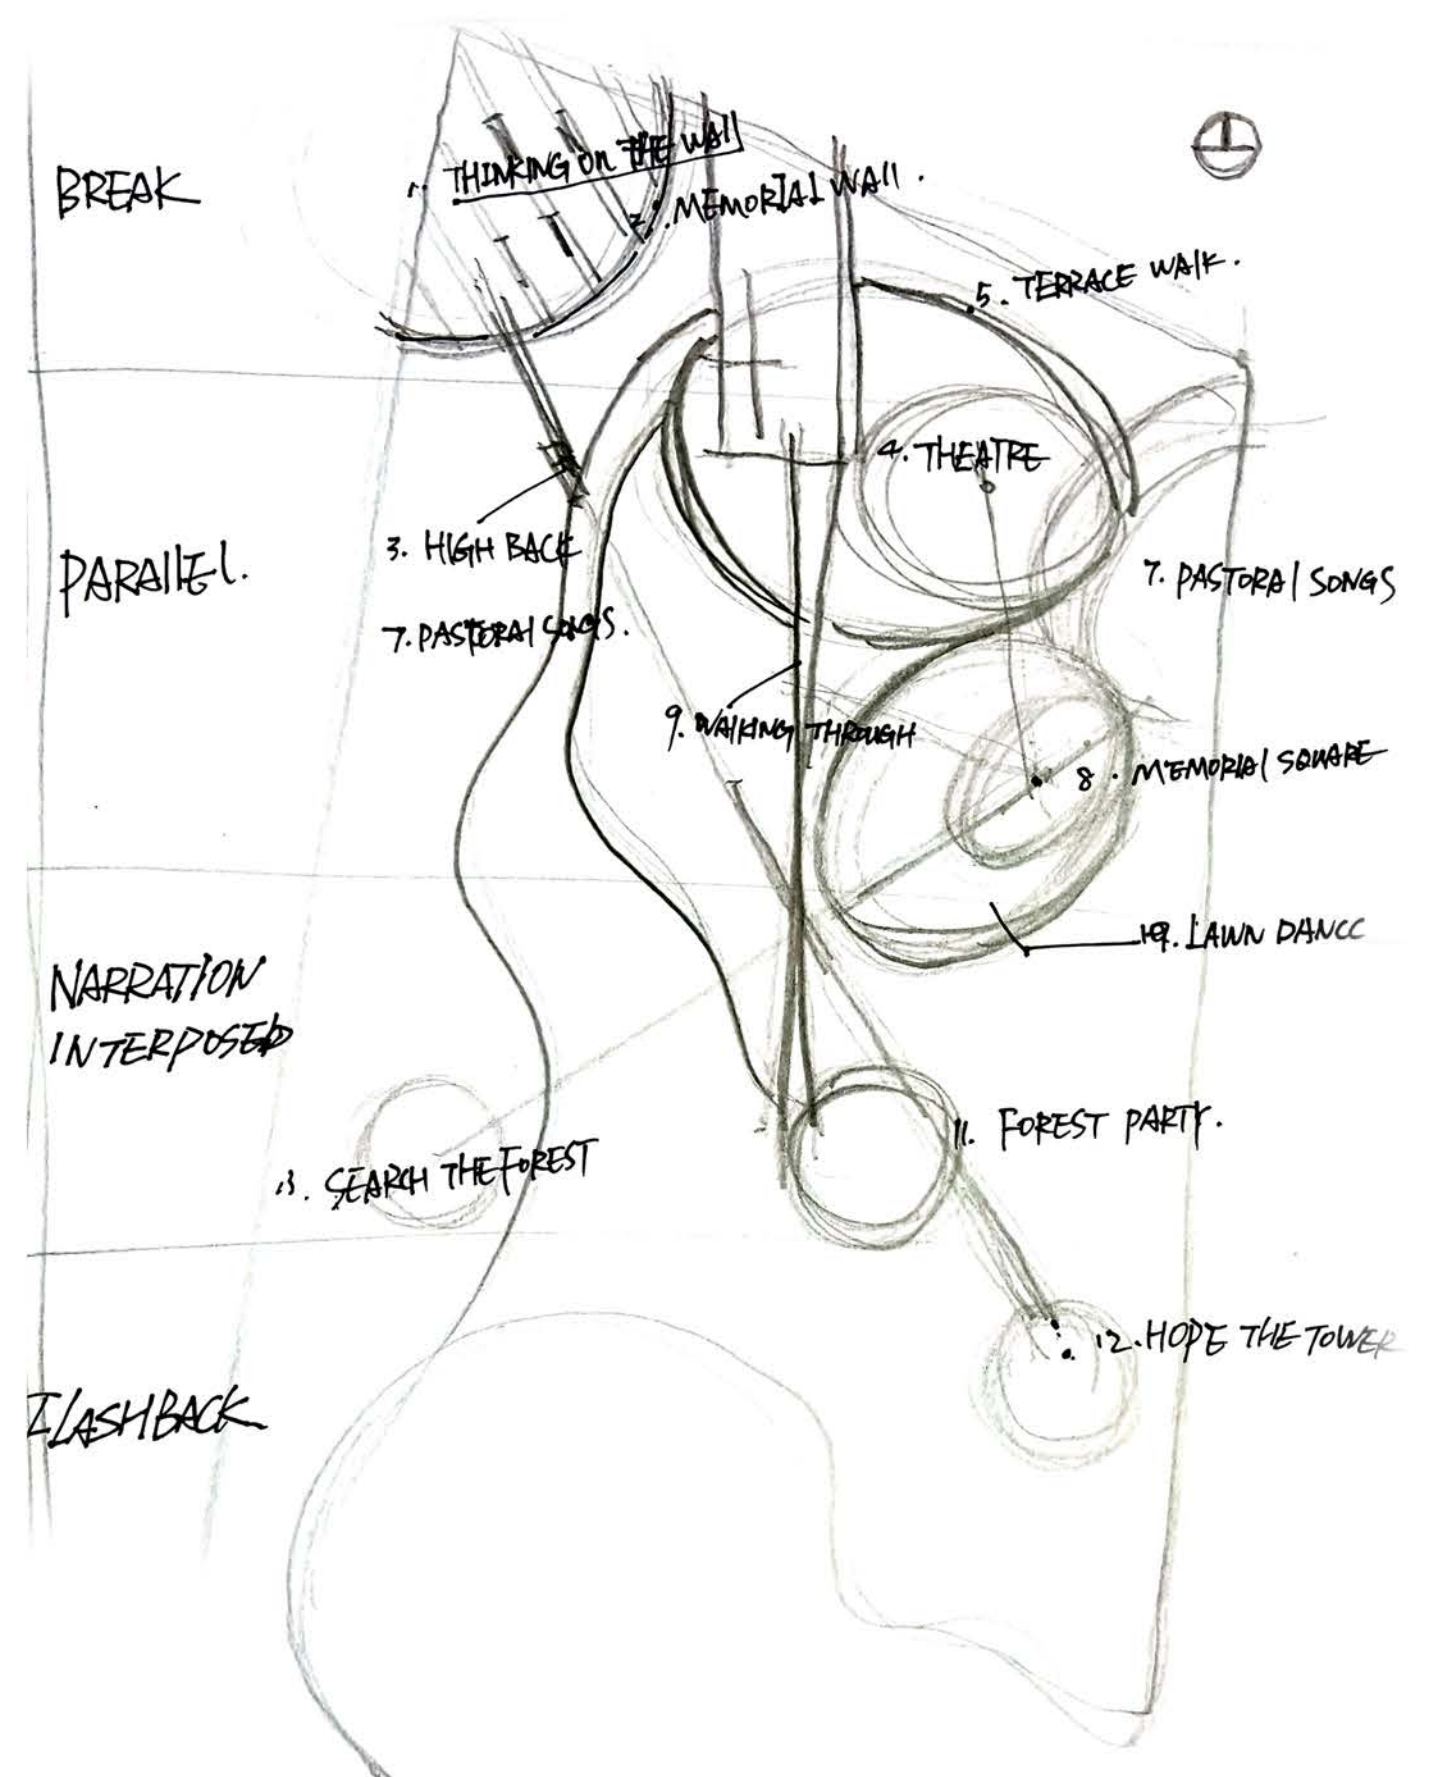 BREAK
1. THINKING ON THE WALL
2. MEMORIAL WALL.
5. TERRACE WALK.
4. THEATRE
3. HIGH BACK
PARALLEL.
7. PASTORAL SONGS
7. PASTORAL SONGS.
9. WALKING THROUGH
8. MEMORIAL SQUARE
LAWN DANCC
NARRATION
INTERPOSED
11. FOREST PARTY.
13. SEARCH THE FOREST
12. HOPE THE TOWER
FLASHBACK